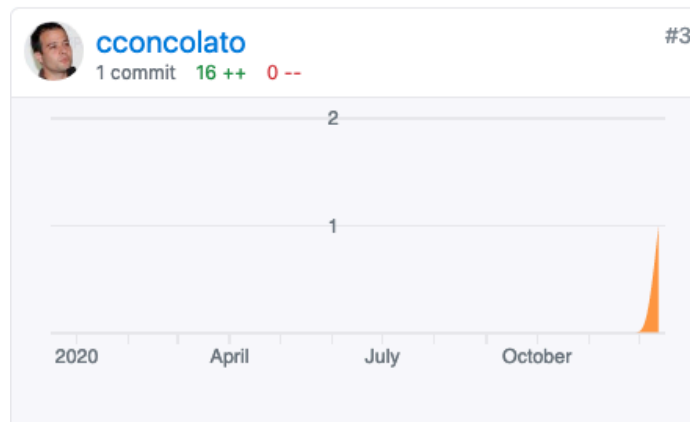 cconcolato #3
1 commit 16 ++ 0 --
2
1
2020 April July October